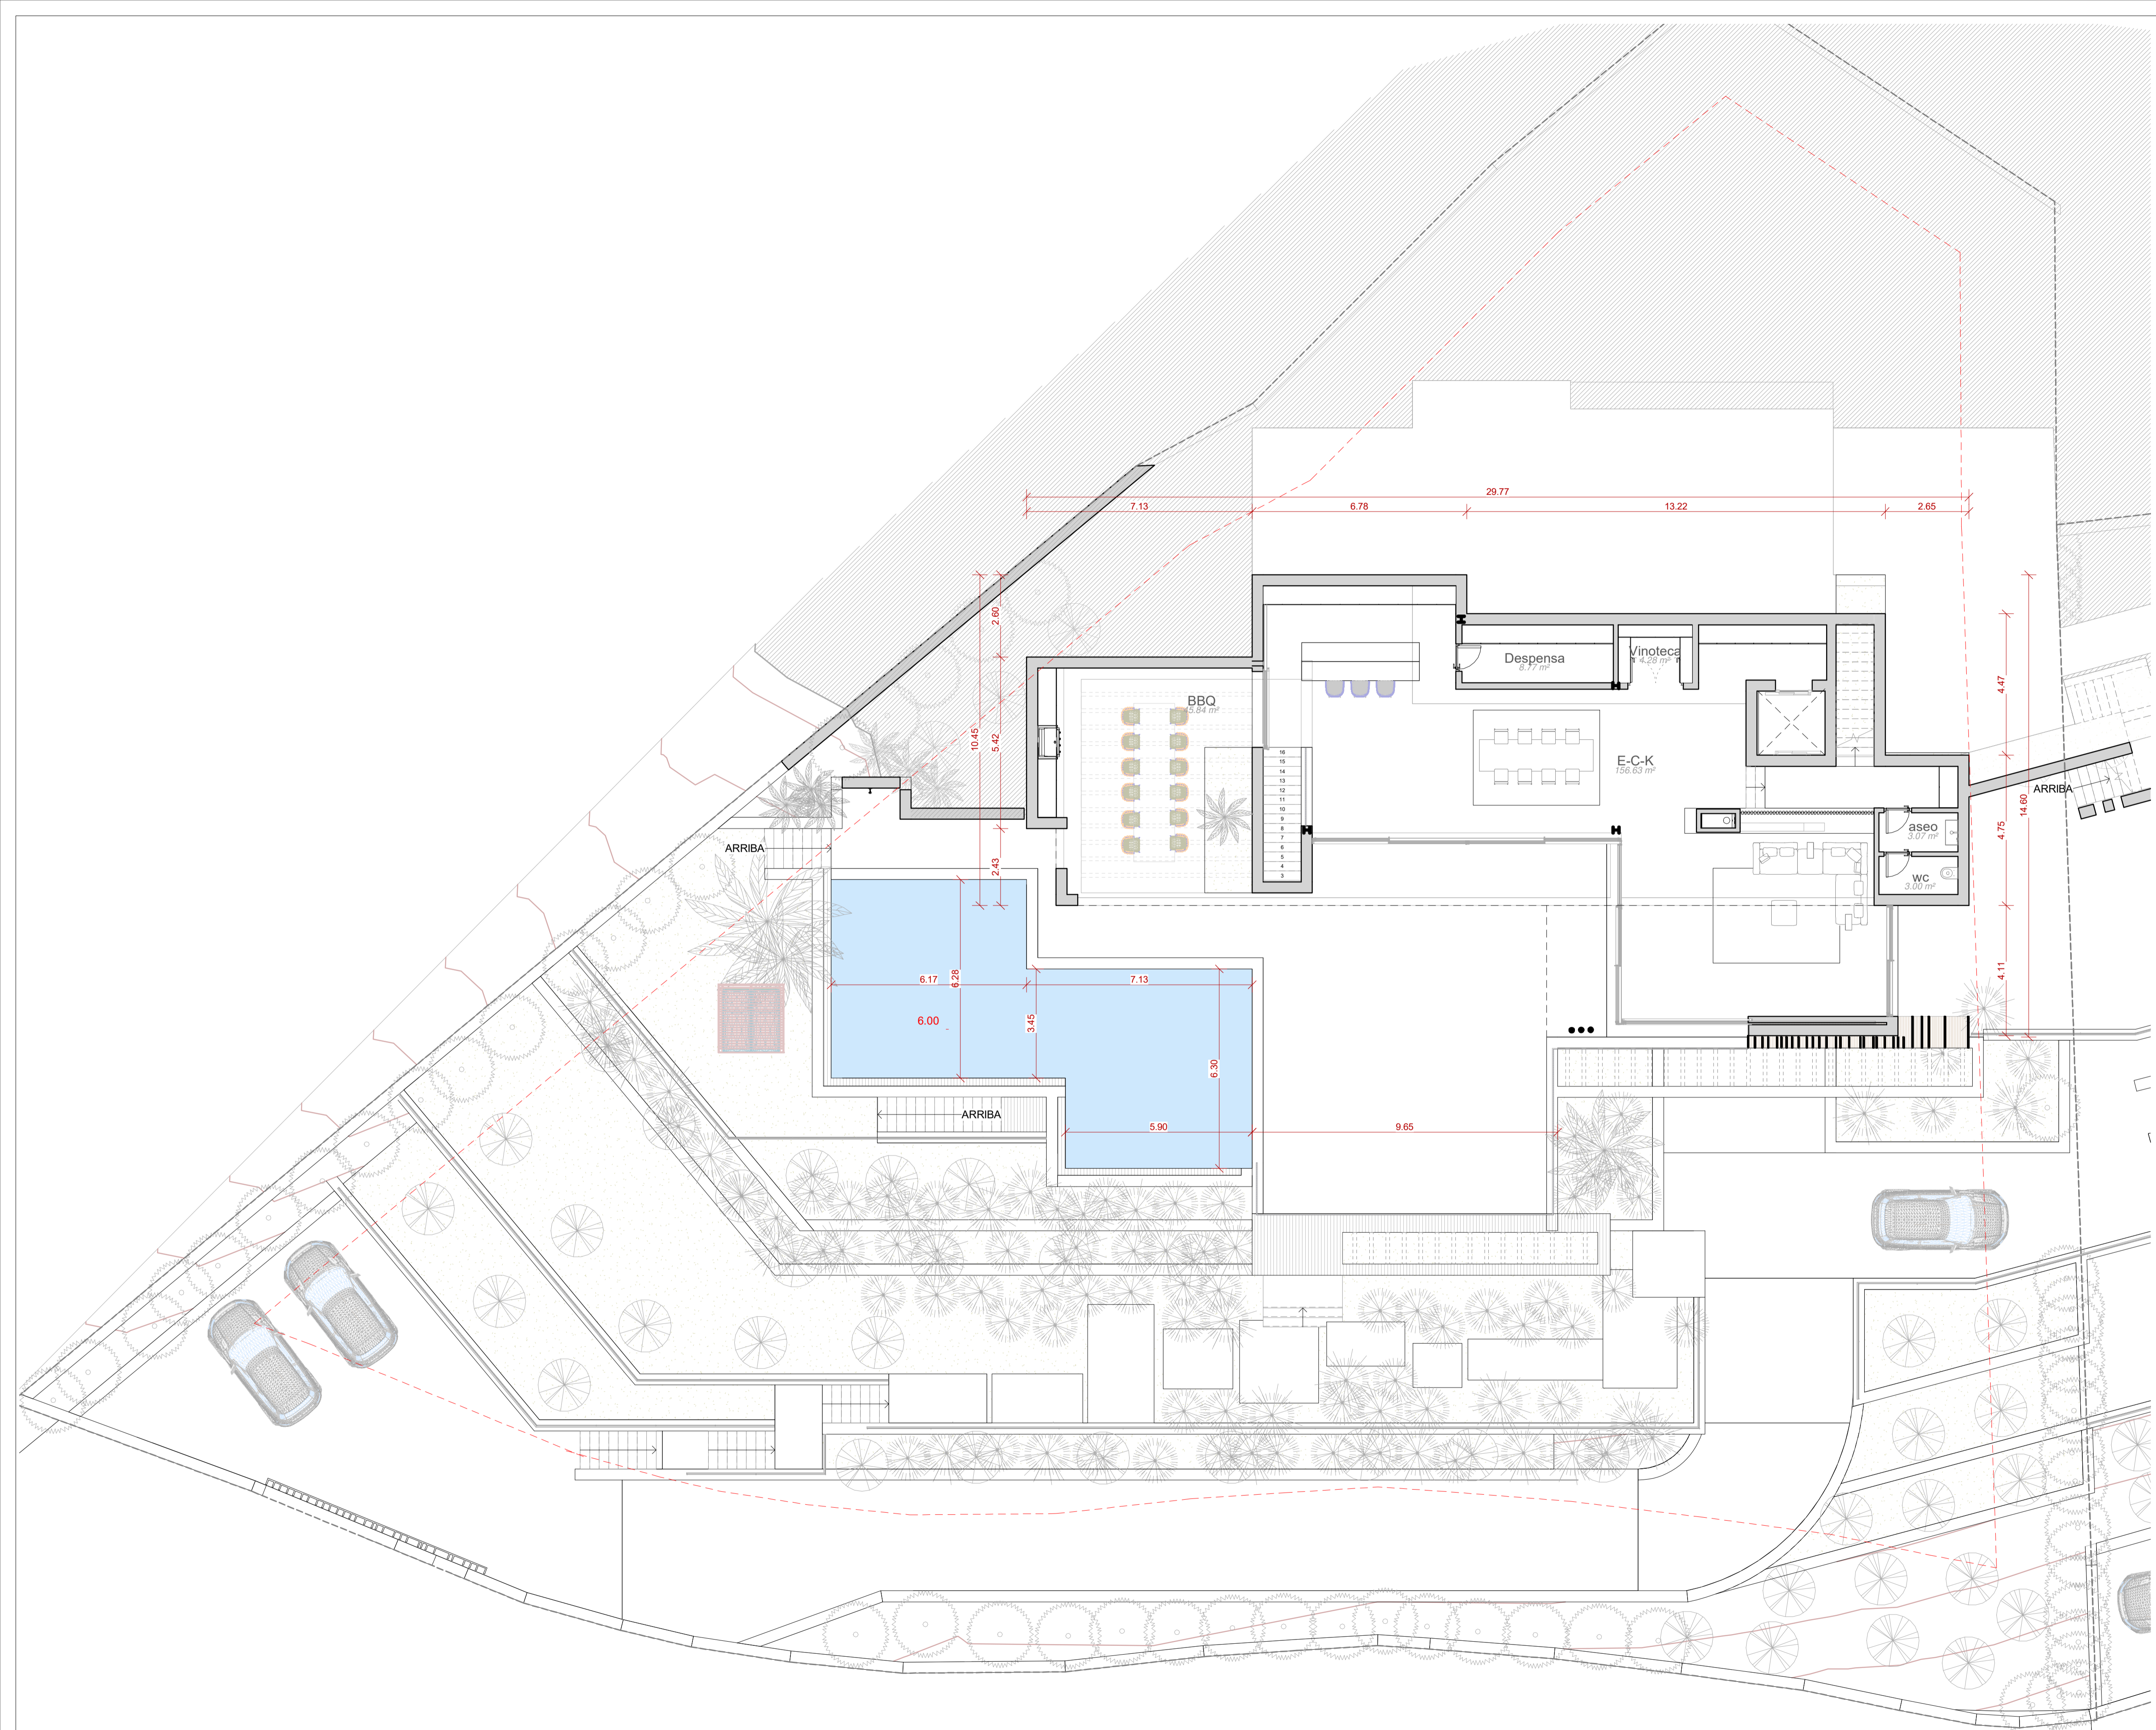 29.77
7.13
6.78
13.22
2.65
2.60
10.45
5.42
2.43
4.47
14.60
4.75
4.11
Despensa
8.77 m²
Vinoteca
4.28 m²
BBQ
45.84 m²
E-C-K
156.63 m²
16
15
14
13
12
11
10
9
8
7
6
5
4
3
aseo
3.07 m²
wc
3.00 m²
ARRIBA
ARRIBA
6.17
6.28
7.13
3.45
6.00
6.30
ARRIBA
5.90
9.65